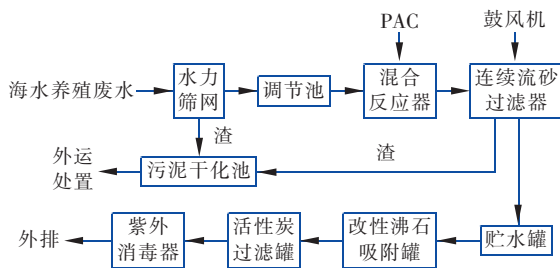 PAC
鼓风机
海水养殖废水
水力
筛网
调节池
混合
反应器
连续流砂
过滤器
渣
渣
外运
处置
污泥干化池
外排
紫外
消毒器
活性炭
过滤罐
改性沸石
吸附罐
贮水罐